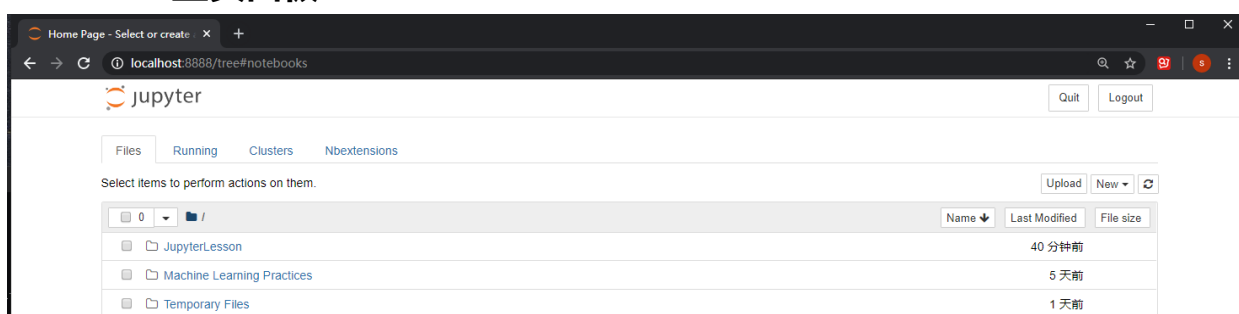 Home Page - Select or create a
localhost:8888/tree#notebooks
S
jupyter
Quit Logout
Files Running Clusters Nbextensions
Select items to perform actions on them.
Upload New
0 / Name Last Modified File size
JupyterLesson 40 分钟前
Machine Learning Practices 5 天前
Temporary Files 1 天前